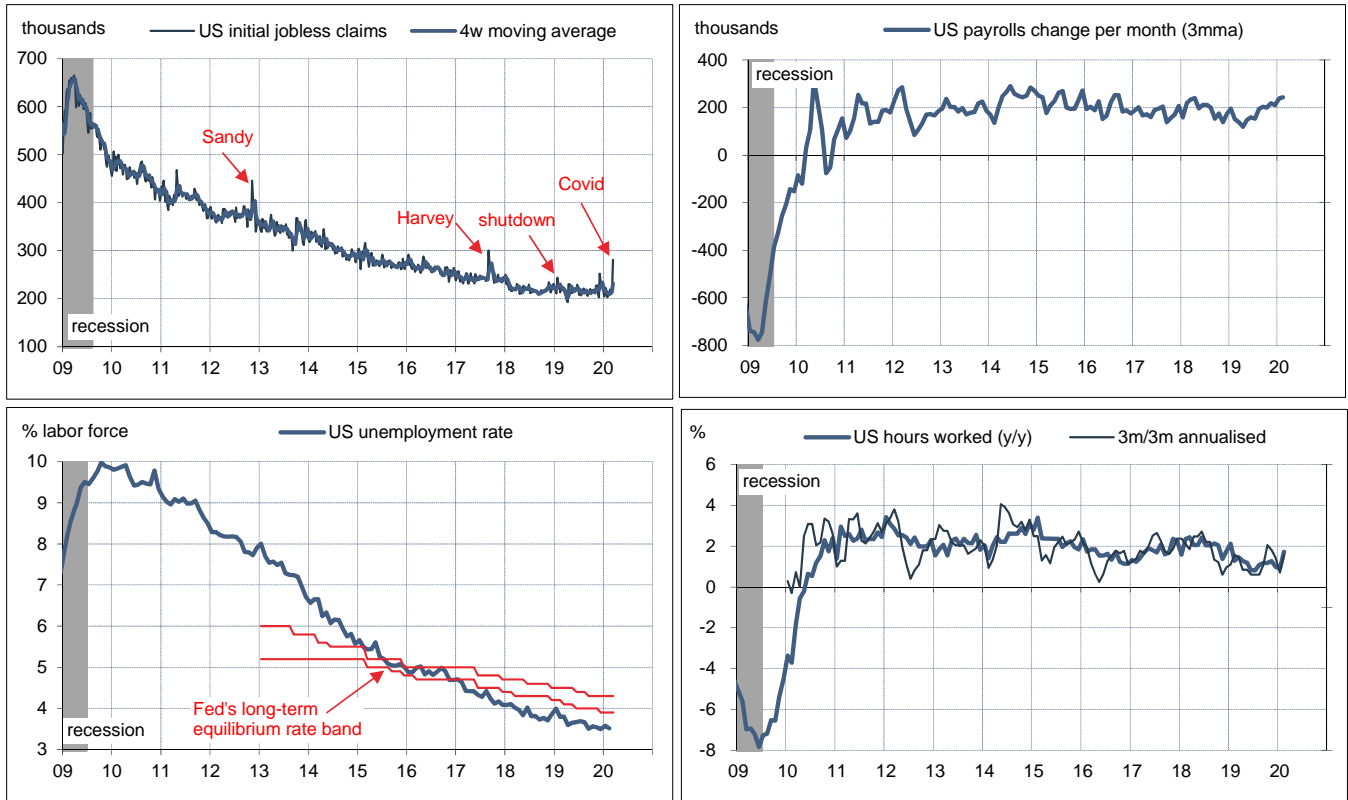 thousands US initial jobless claims 4w moving average
700
600
500
400
300
200
100
Sandy
Harvey
shutdown
Covid
recession
09 10 11 12 13 14 15 16 17 18 19 20
thousands US payrolls change per month (3mma)
400
200
0
-200
-400
-600
-800
recession
09 10 11 12 13 14 15 16 17 18 19 20
% labor force US unemployment rate
10
9
8
7
6
5
4
3
Fed's long-term
equilibrium rate band
recession
09 10 11 12 13 14 15 16 17 18 19 20
% US hours worked (y/y) 3m/3m annualised
6
4
2
0
-2
-4
-6
-8
recession
09 10 11 12 13 14 15 16 17 18 19 20